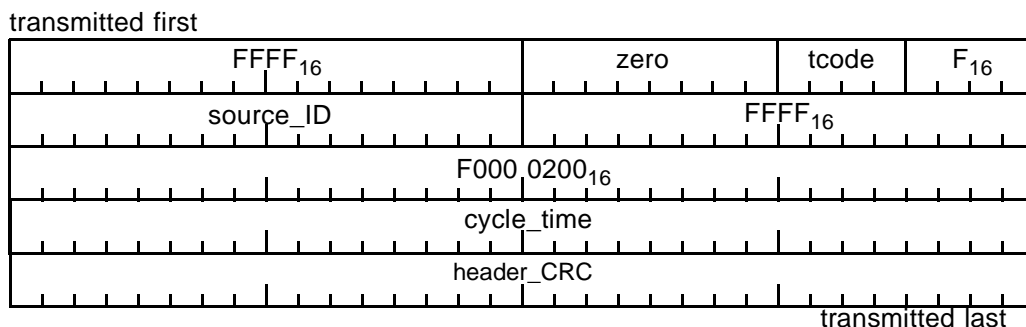 transmitted first
FFFF₁₆ zero tcode F₁₆
source_ID FFFF₁₆
F000 0200₁₆
cycle_time
header_CRC
transmitted last